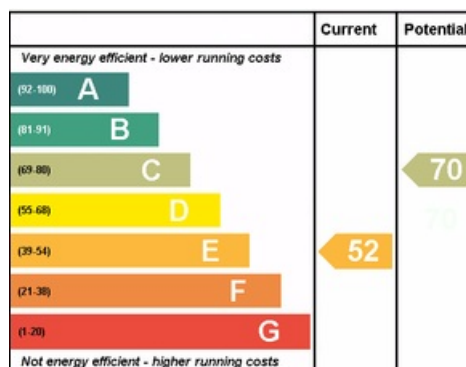 Current Potential
Very energy efficient - lower running costs
(92-100) A
(81-91) B
(69-80) C 70
(55-68) D 70
(39-54) E 52
(21-38) F
(1-20) G
Not energy efficient - higher running costs